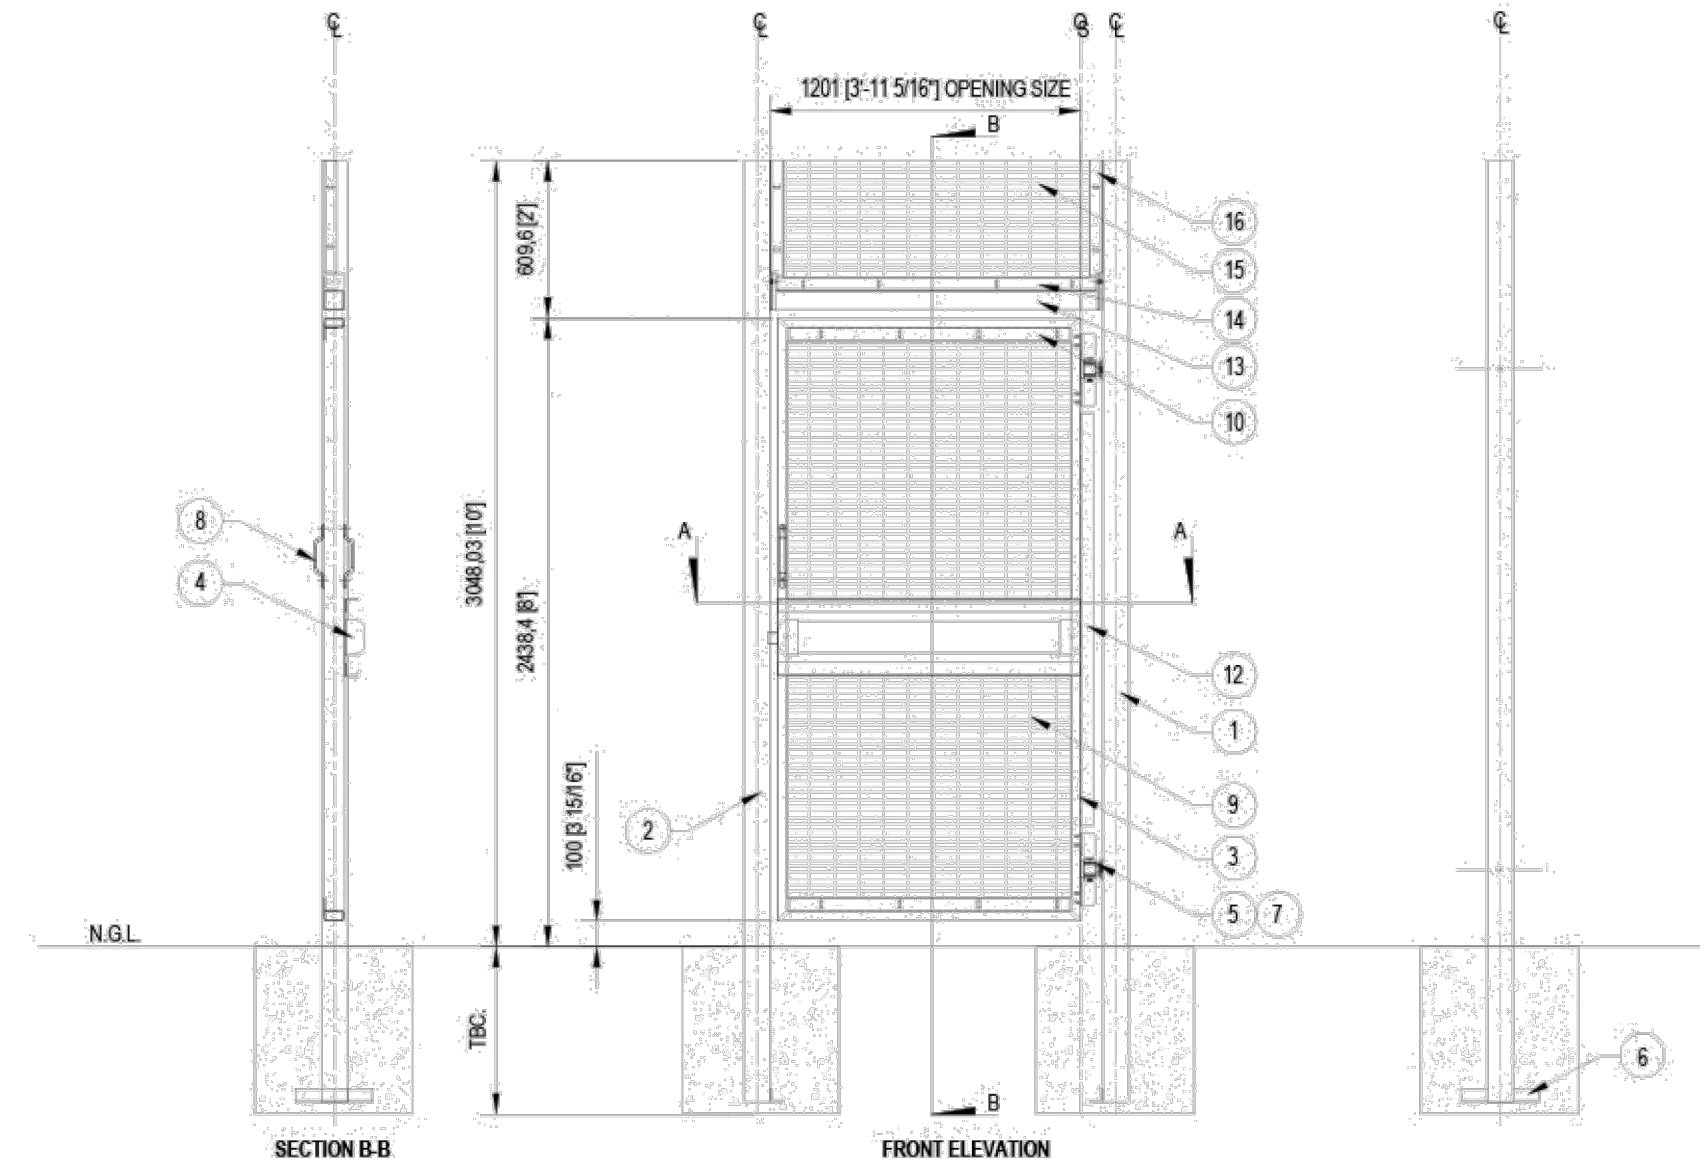 CL
CL
GS
CL
CL
1201 [3'-11 5/16"] OPENING SIZE
B
609,6 [2']
3048,03 [10']
2438,4 [8']
100 [3 15/16"]
TBC.
A
A
8
4
2
16
15
14
13
10
12
1
9
3
5
7
6
N.G.L.
B
SECTION B-B
FRONT ELEVATION